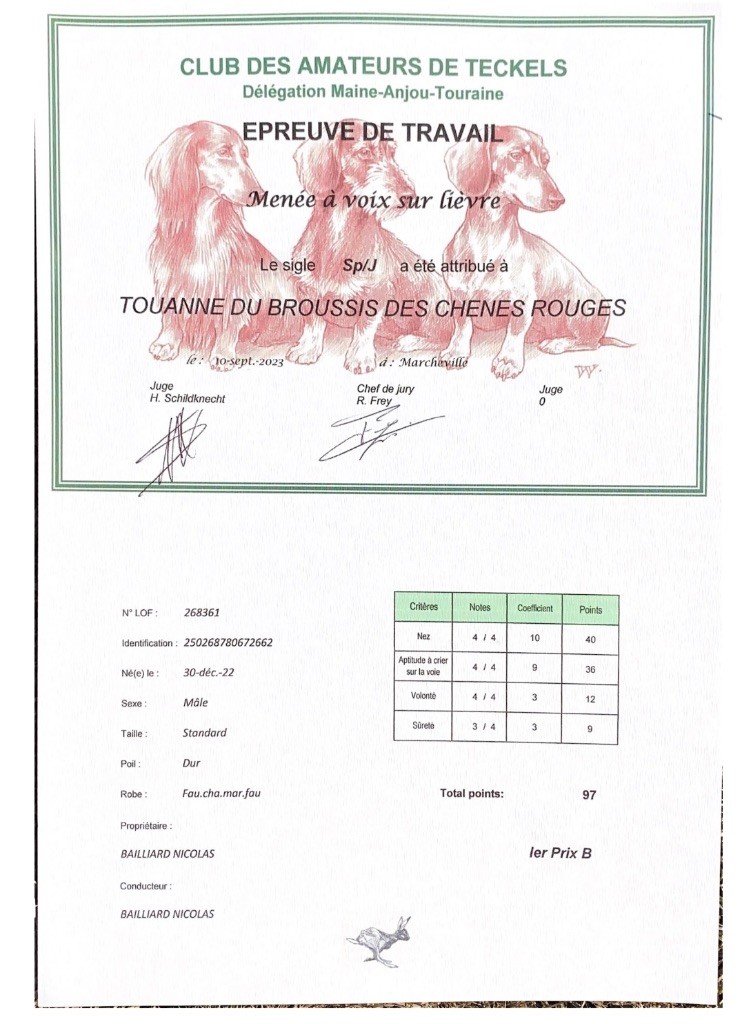 CLUB DES AMATEURS DE TECKELS
Délégation Maine-Anjou-Touraine
EPREUVE DE TRAVAIL
Menée à voix sur lièvre
Le sigle Sp/J a été attribué à
TOUANNE DU BROUSSIS DES CHENES ROUGES
le : 10-sept.-2023 à : Marcheville
Juge
H. Schildknecht
Chef de jury
R. Frey
Juge
0
N° LOF : 268361
Identification : 250268780672662
Né(e) le : 30-déc.-22
Sexe : Mâle
Taille : Standard
Poil : Dur
Robe : Fau.cha.mar.fau
Propriétaire :
BAILLIARD NICOLAS
Conducteur :
BAILLIARD NICOLAS
Critères Notes Coefficient Points
Nez 4 / 4 10 40
Aptitude à crier
sur la voie 4 / 4 9 36
Volonté 4 / 4 3 12
Sûreté 3 / 4 3 9
Total points: 97
Ier Prix B